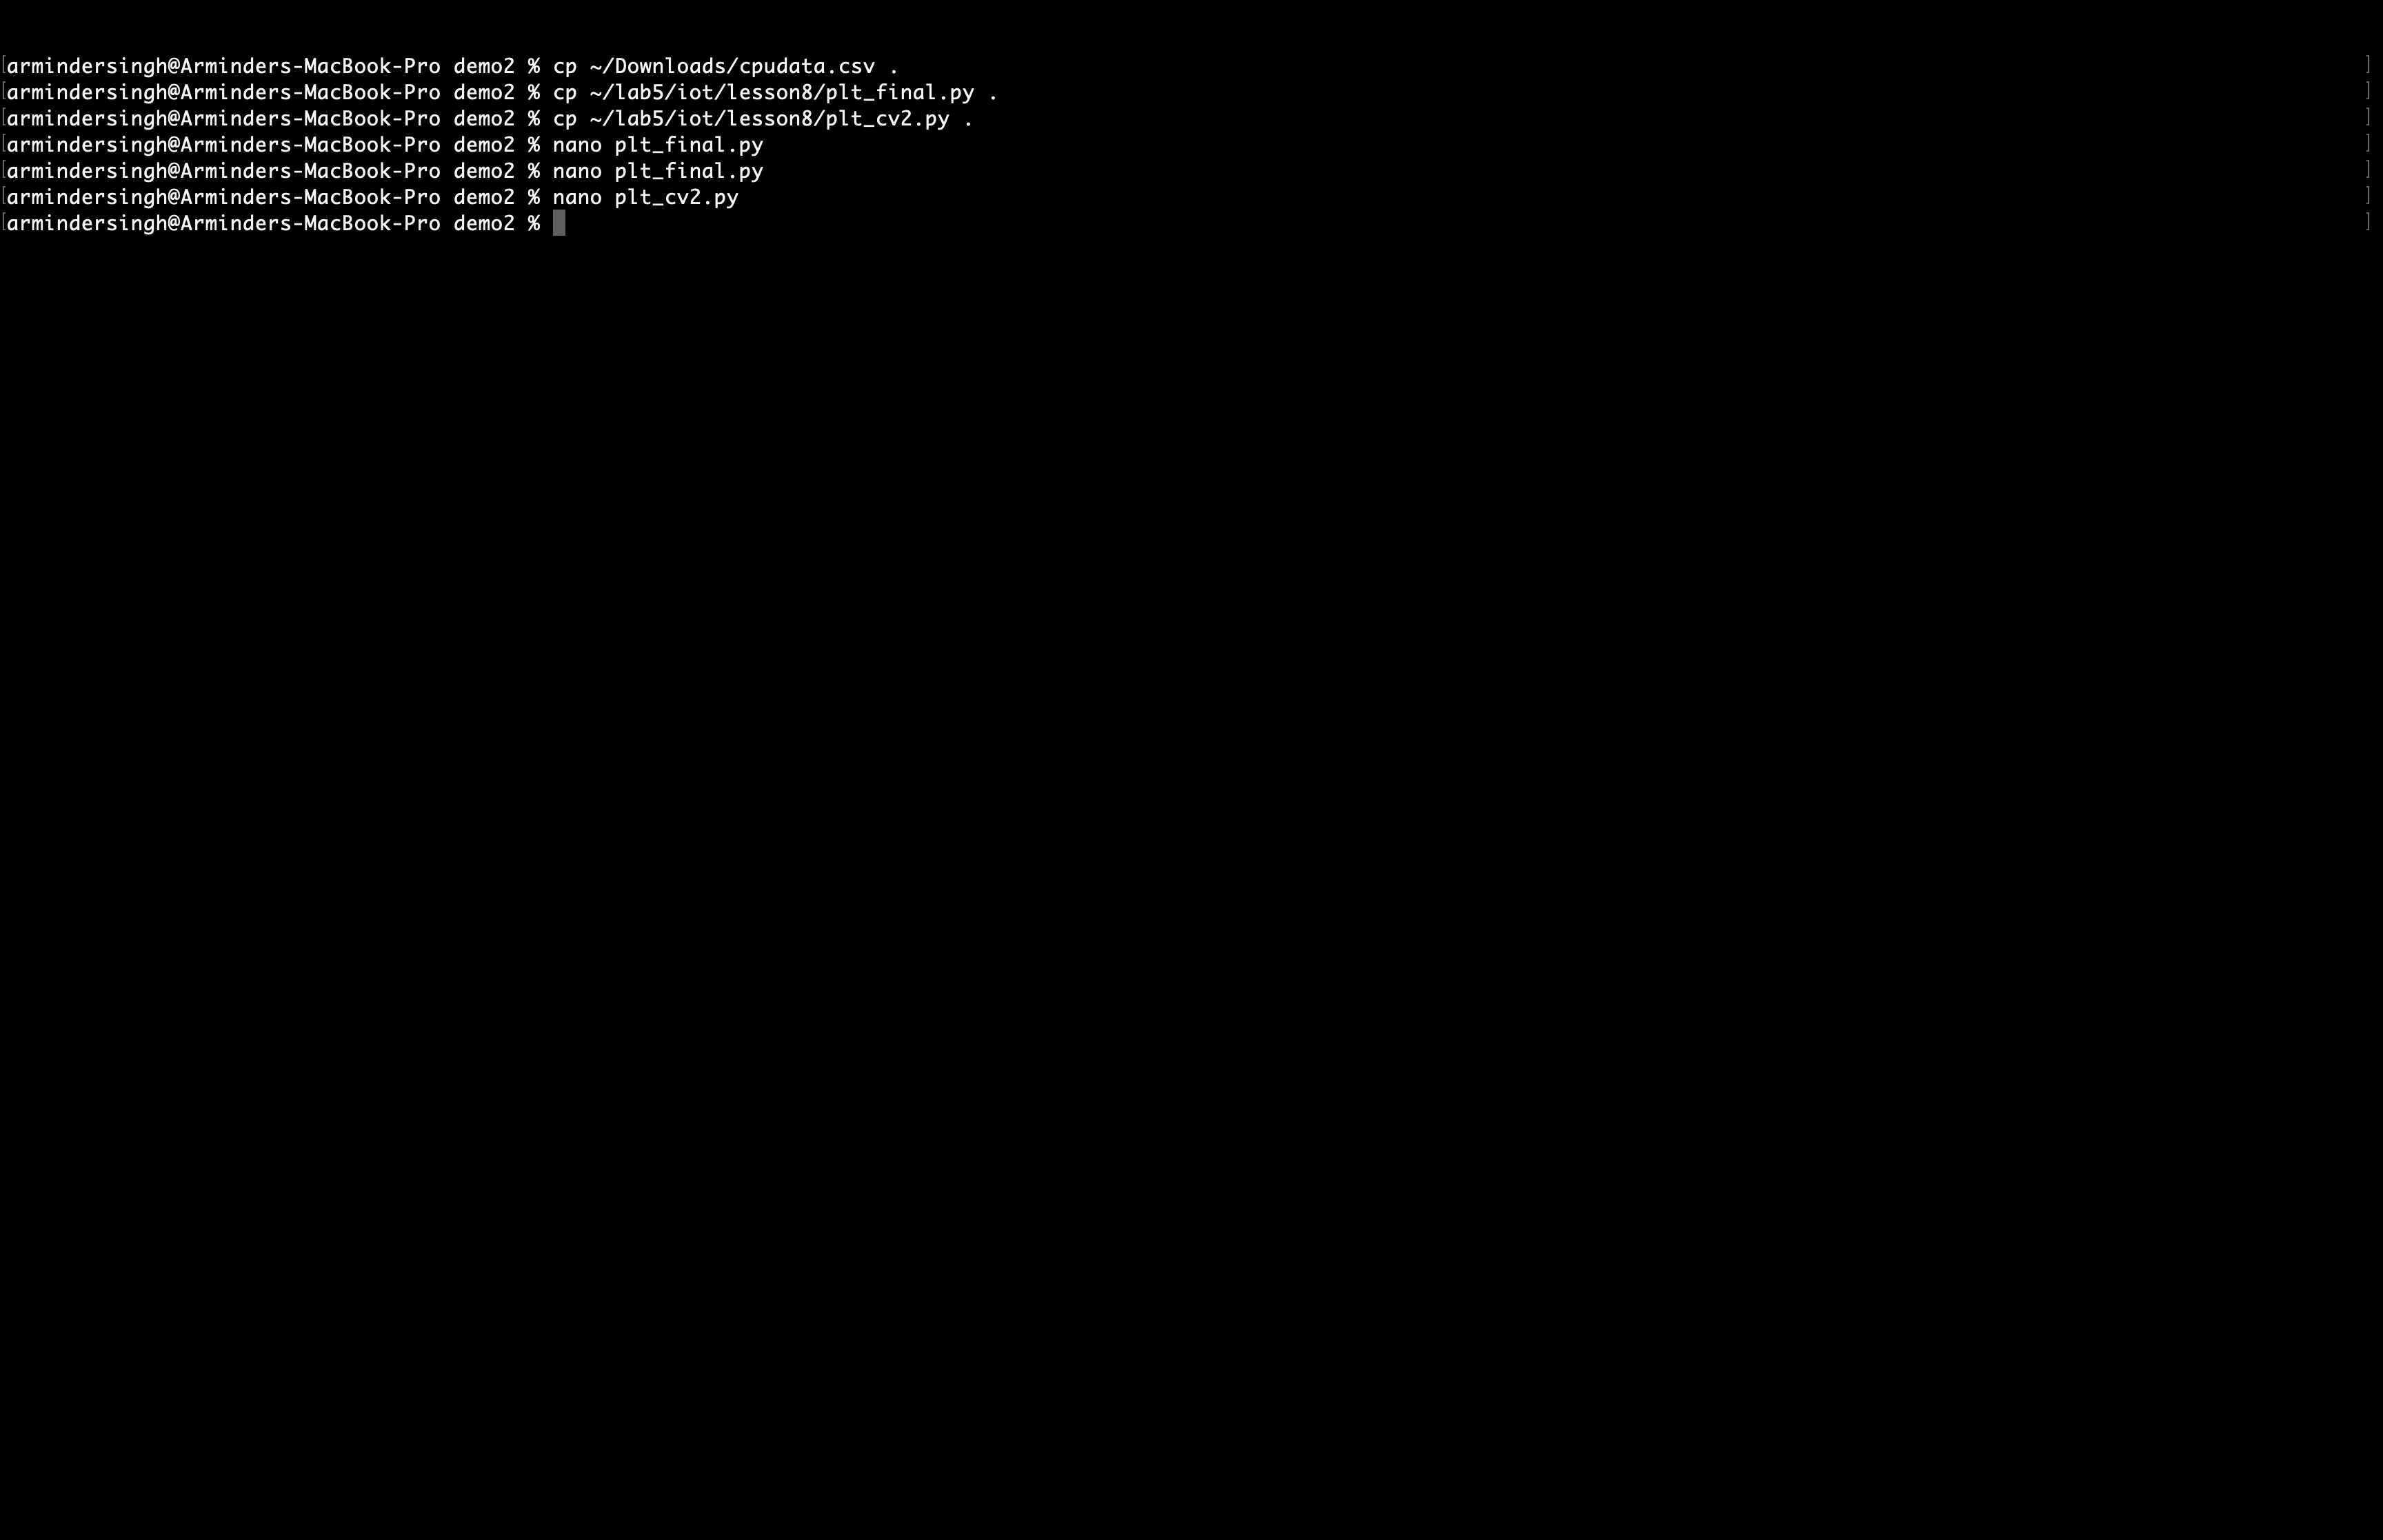 [armindersingh@Arminders-MacBook-Pro demo2 % cp ~/Downloads/cpudata.csv . ]
[armindersingh@Arminders-MacBook-Pro demo2 % cp ~/lab5/iot/lesson8/plt_final.py . ]
[armindersingh@Arminders-MacBook-Pro demo2 % cp ~/lab5/iot/lesson8/plt_cv2.py . ]
[armindersingh@Arminders-MacBook-Pro demo2 % nano plt_final.py ]
[armindersingh@Arminders-MacBook-Pro demo2 % nano plt_final.py ]
[armindersingh@Arminders-MacBook-Pro demo2 % nano plt_cv2.py ]
[armindersingh@Arminders-MacBook-Pro demo2 % ]